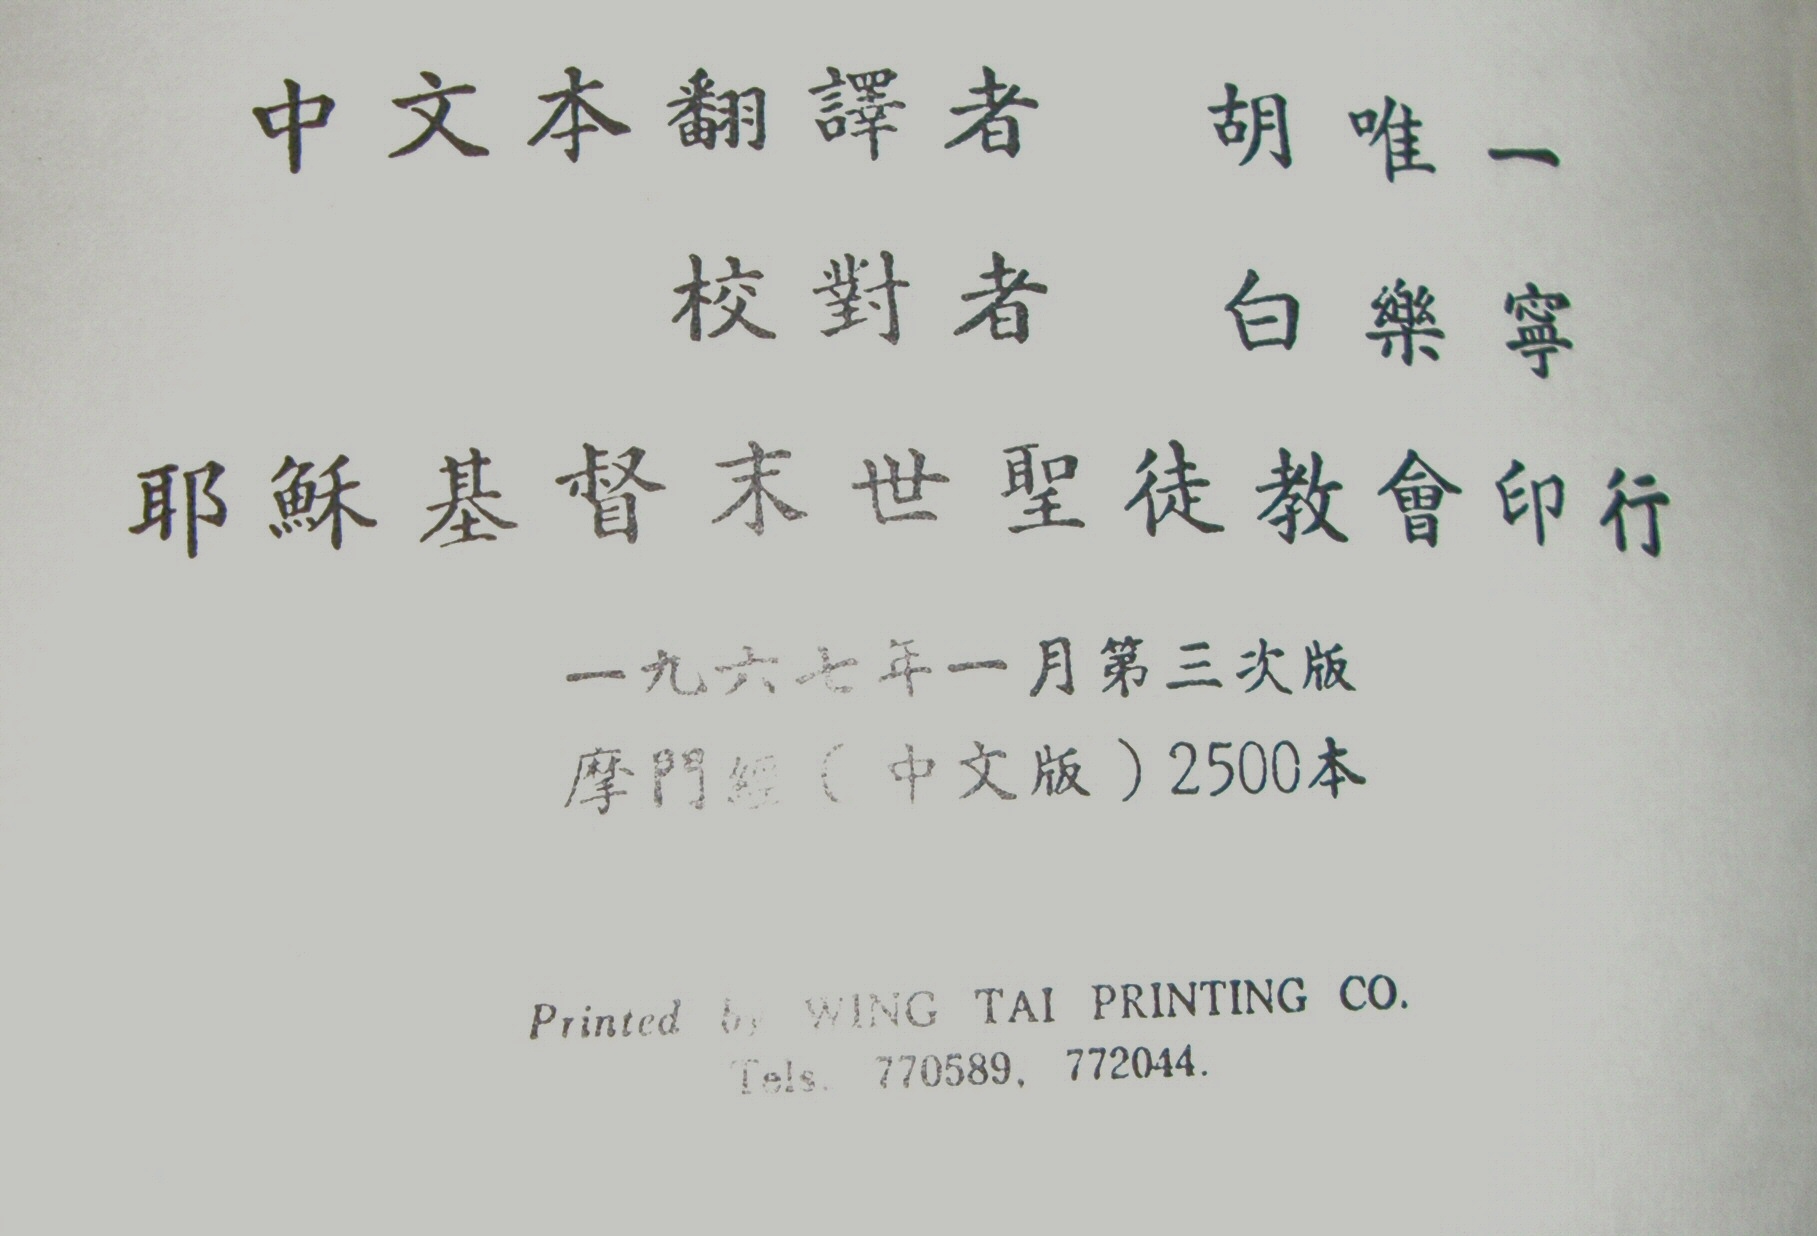 中文本翻譯者 胡唯一
校對者 白樂寧
耶穌基督末世聖徒教會印行
一九六七年一月第三次版
摩門經(中文版)2500本
Printed by WING TAI PRINTING CO.
Tels. 770589, 772044.